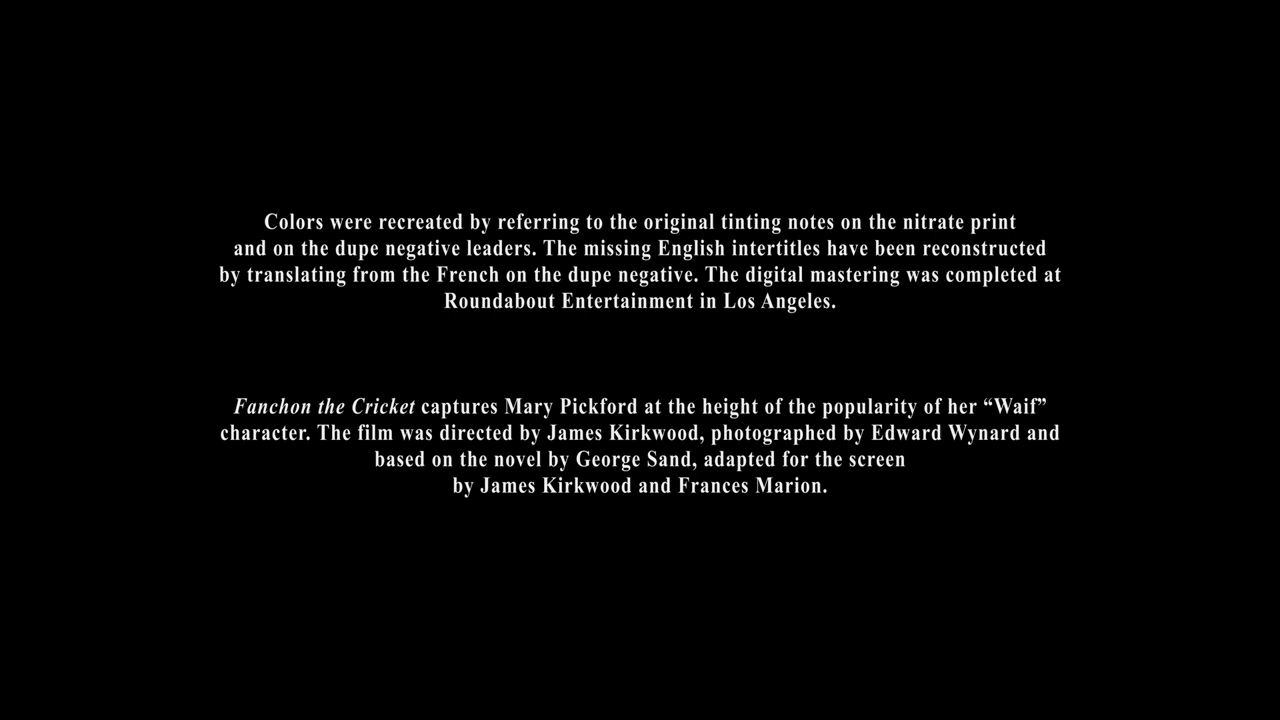 Colors were recreated by referring to the original tinting notes on the nitrate print
and on the dupe negative leaders. The missing English intertitles have been reconstructed
by translating from the French on the dupe negative. The digital mastering was completed at
Roundabout Entertainment in Los Angeles.
Fanchon the Cricket captures Mary Pickford at the height of the popularity of her “Waif”
character. The film was directed by James Kirkwood, photographed by Edward Wynard and
based on the novel by George Sand, adapted for the screen
by James Kirkwood and Frances Marion.